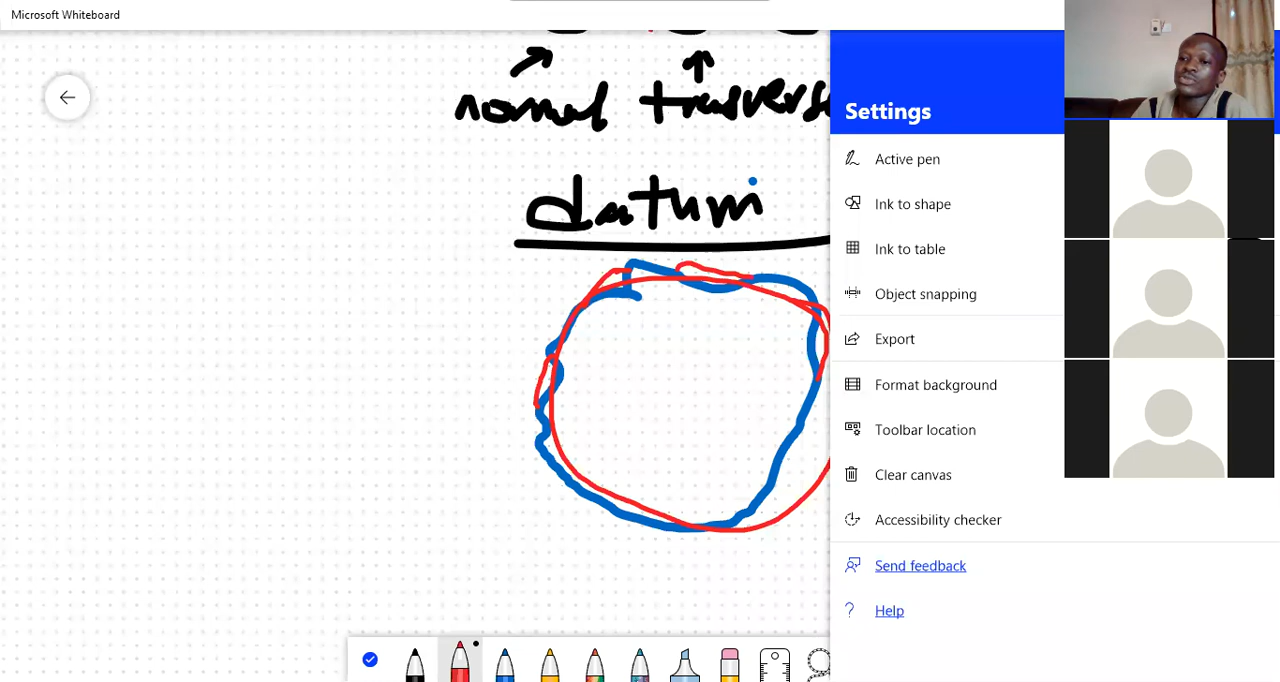 Microsoft Whiteboard
normal trasverse
datum
Settings
Active pen
Ink to shape
Ink to table
Object snapping
Export
Format background
Toolbar location
Clear canvas
Accessibility checker
Send feedback
Help